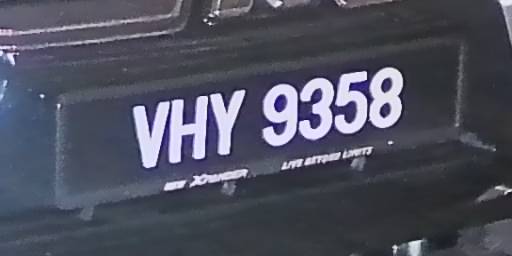 VHY 9358
NEW XPANDER LIVE BEYOND LIMITS